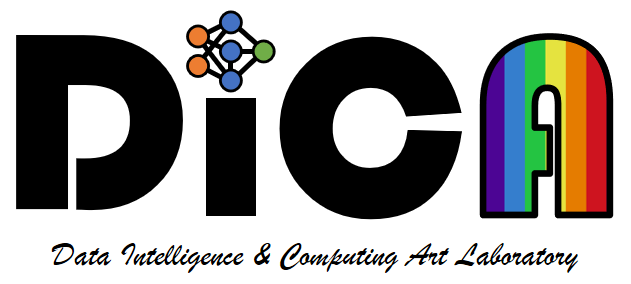 DiCA
Data Intelligence & Computing Art Laboratory